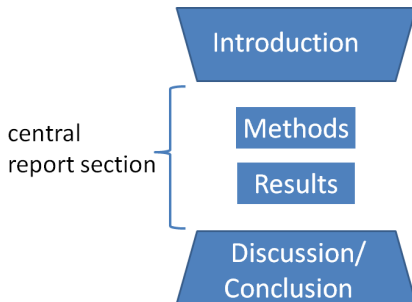 Introduction
central
report section
Methods
Results
Discussion/
Conclusion